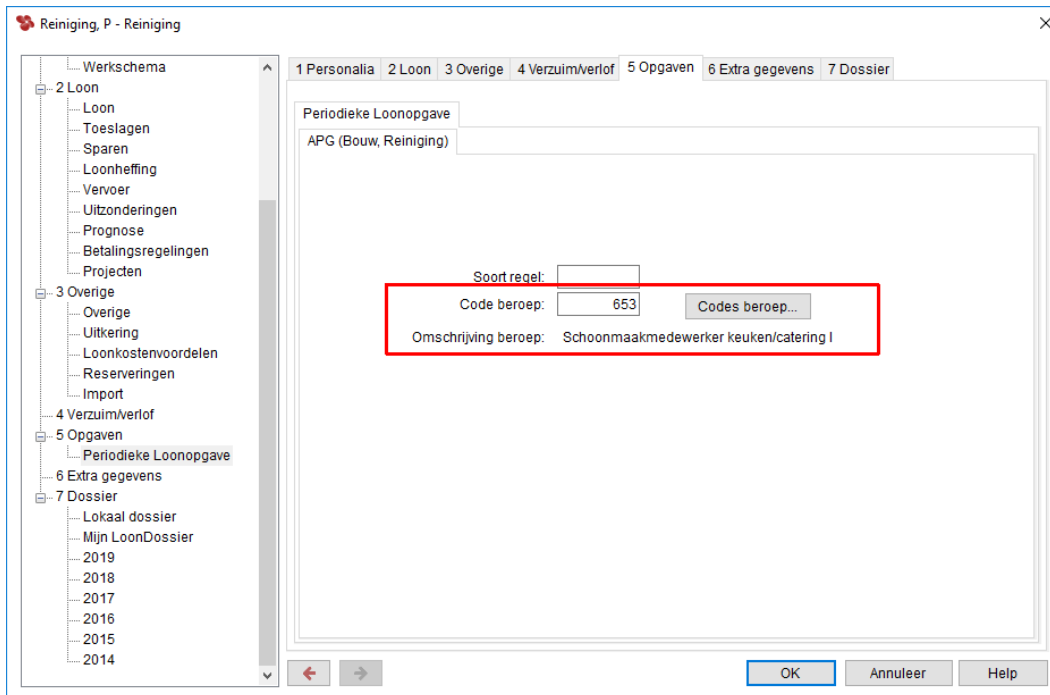 Reiniging, P - Reiniging
Werkschema
2 Loon
Loon
Toeslagen
Sparen
Loonheffing
Vervoer
Uitzonderingen
Prognose
Betalingsregelingen
Projecten
3 Overige
Overige
Uitkering
Loonkostenvoordelen
Reserveringen
Import
4 Verzuim/verlof
5 Opgaven
Periodieke Loonopgave
6 Extra gegevens
7 Dossier
Lokaal dossier
Mijn LoonDossier
2019
2018
2017
2016
2015
2014
1 Personalia 2 Loon 3 Overige 4 Verzuim/verlof 5 Opgaven 6 Extra gegevens 7 Dossier
Periodieke Loonopgave
APG (Bouw, Reiniging)
Soort regel:
Code beroep: 653 Codes beroep...
Omschrijving beroep: Schoonmaakmedewerker keuken/catering I
OK Annuleer Help